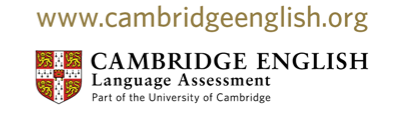 www.cambridgeenglish.org
CAMBRIDGE ENGLISH
Language Assessment
Part of the University of Cambridge